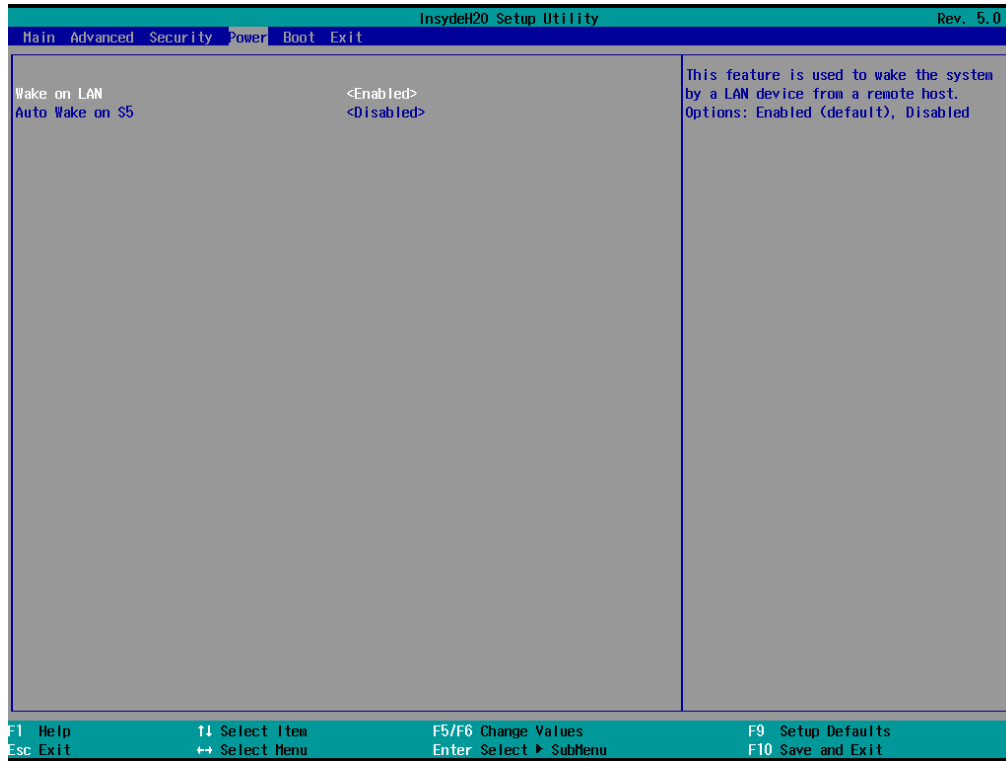 InsydeH2O Setup Utility Rev. 5.0
Main Advanced Security Power Boot Exit
Wake on LAN <Enabled>
Auto Wake on S5 <Disabled>
This feature is used to wake the system
by a LAN device from a remote host.
Options: Enabled (default), Disabled
F1 Help ↑↓ Select Item F5/F6 Change Values F9 Setup Defaults
Esc Exit ↔ Select Menu Enter Select ▶ SubMenu F10 Save and Exit